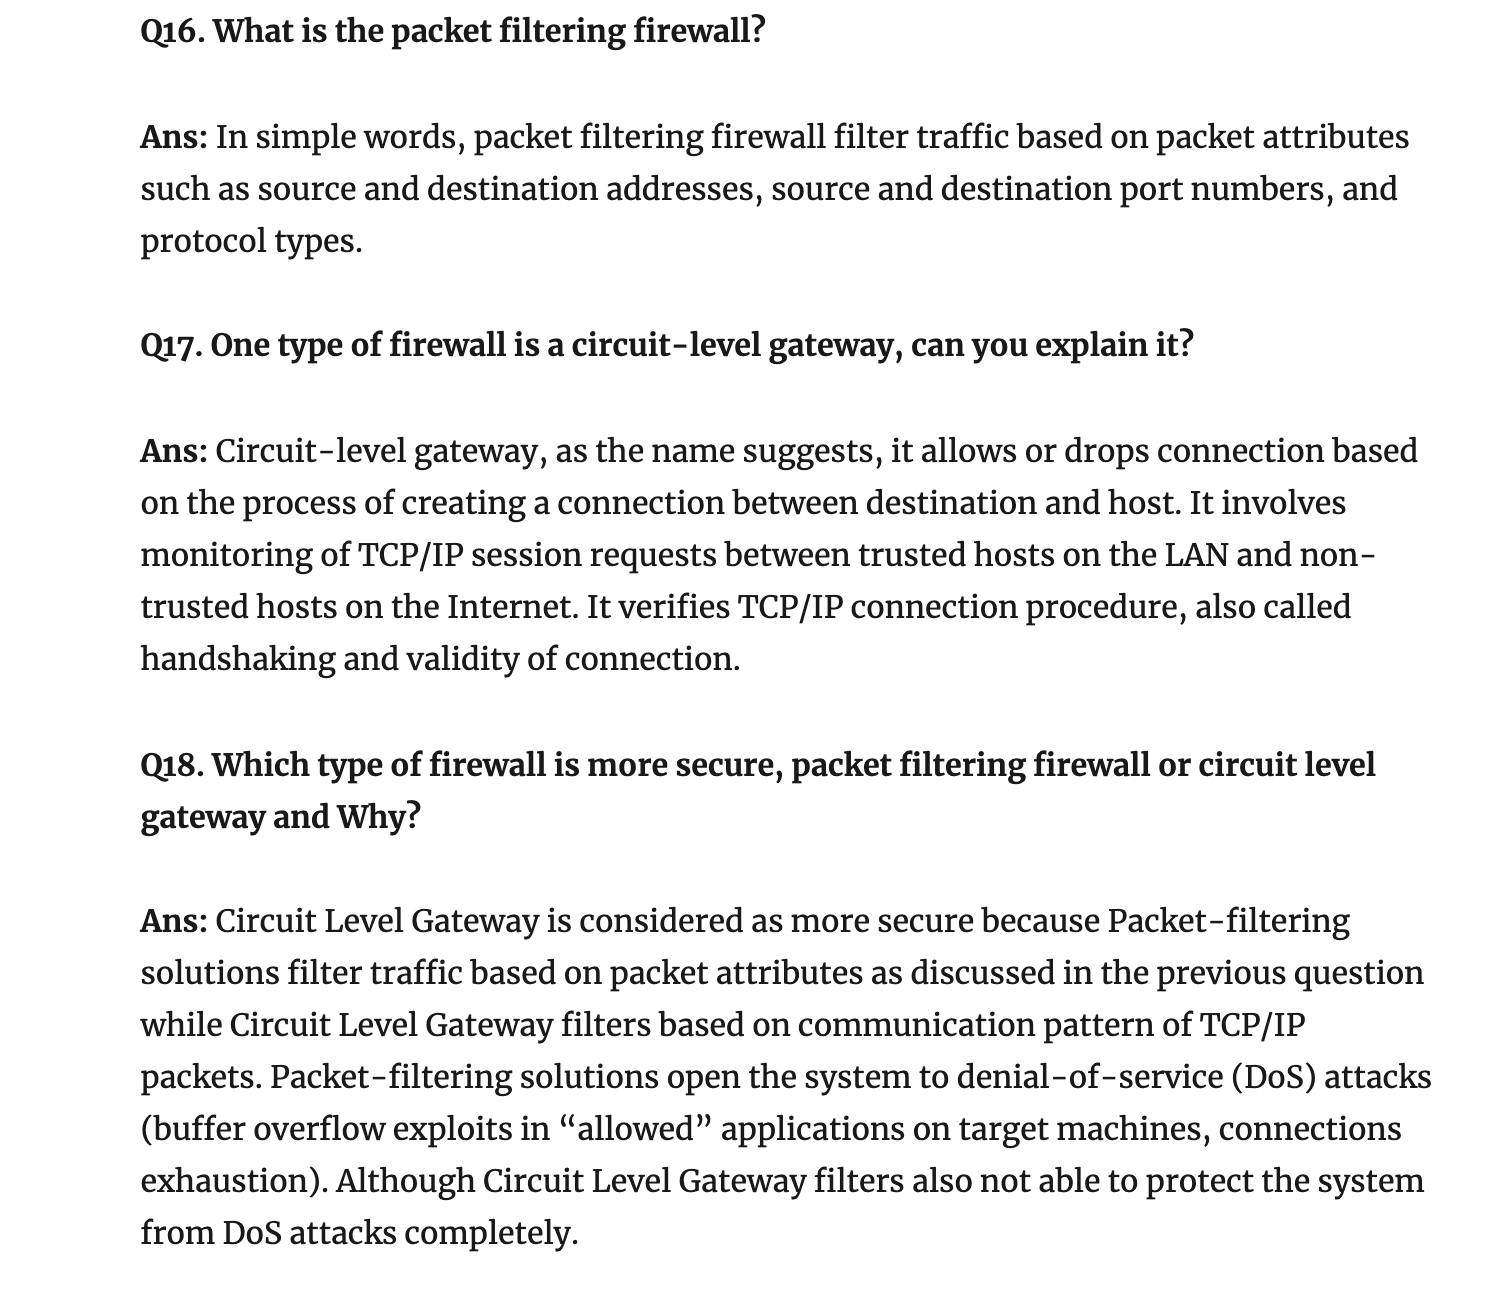 Q16. What is the packet filtering firewall?
Ans: In simple words, packet filtering firewall filter traffic based on packet attributes
such as source and destination addresses, source and destination port numbers, and
protocol types.
Q17. One type of firewall is a circuit-level gateway, can you explain it?
Ans: Circuit-level gateway, as the name suggests, it allows or drops connection based
on the process of creating a connection between destination and host. It involves
monitoring of TCP/IP session requests between trusted hosts on the LAN and non-
trusted hosts on the Internet. It verifies TCP/IP connection procedure, also called
handshaking and validity of connection.
Q18. Which type of firewall is more secure, packet filtering firewall or circuit level
gateway and Why?
Ans: Circuit Level Gateway is considered as more secure because Packet-filtering
solutions filter traffic based on packet attributes as discussed in the previous question
while Circuit Level Gateway filters based on communication pattern of TCP/IP
packets. Packet-filtering solutions open the system to denial-of-service (DoS) attacks
(buffer overflow exploits in “allowed” applications on target machines, connections
exhaustion). Although Circuit Level Gateway filters also not able to protect the system
from DoS attacks completely.